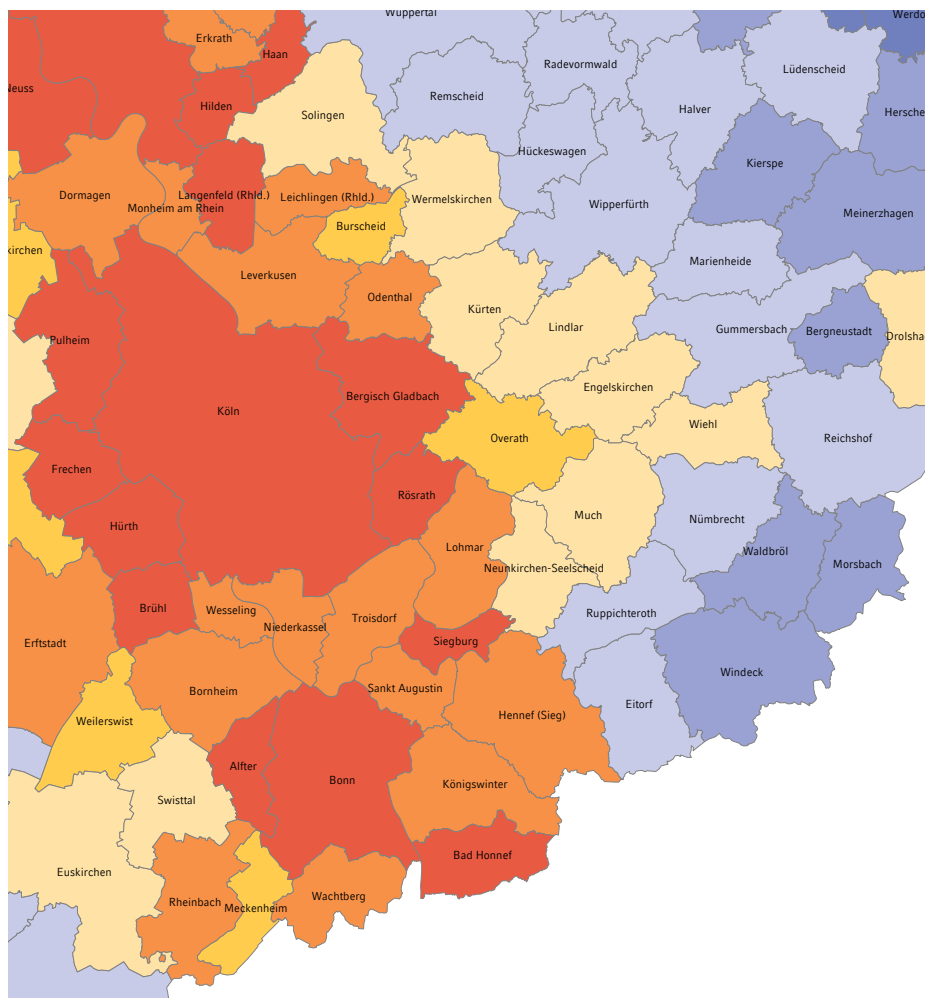 Wuppertal
Erkrath
Haan
Radevormwald
Lüdenscheid
Neuss
Hilden
Remscheid
Halver
Solingen
Hückeswagen
Kierspe
Dormagen
Monheim am Rhein
Langenfeld (Rhld.)
Leichlingen (Rhld.)
Wermelskirchen
Wipperfürth
Meinerzhagen
Burscheid
kirchen
Leverkusen
Marienheide
Odenthal
Kürten
Lindlar
Gummersbach
Bergneustadt
Pulheim
Engelskirchen
Köln
Bergisch Gladbach
Wiehl
Overath
Reichshof
Frechen
Rösrath
Hürth
Much
Nümbrecht
Lohmar
Waldbröl
Morsbach
Neunkirchen-Seelscheid
Brühl
Wesseling
Niederkassel
Troisdorf
Ruppichteroth
Erftstadt
Siegburg
Windeck
Bornheim
Sankt Augustin
Eitorf
Weilerswist
Hennef (Sieg)
Alfter
Bonn
Königswinter
Swisttal
Bad Honnef
Euskirchen
Rheinbach
Meckenheim
Wachtberg